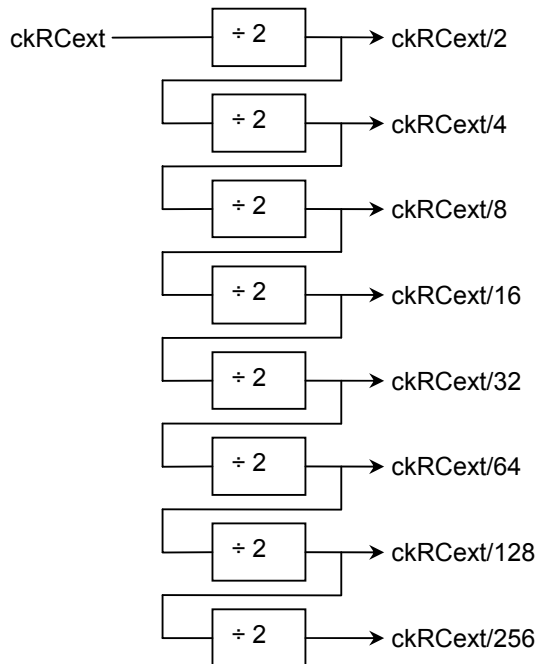 ckRCext ÷ 2 ckRCext/2
÷ 2 ckRCext/4
÷ 2 ckRCext/8
÷ 2 ckRCext/16
÷ 2 ckRCext/32
÷ 2 ckRCext/64
÷ 2 ckRCext/128
÷ 2 ckRCext/256